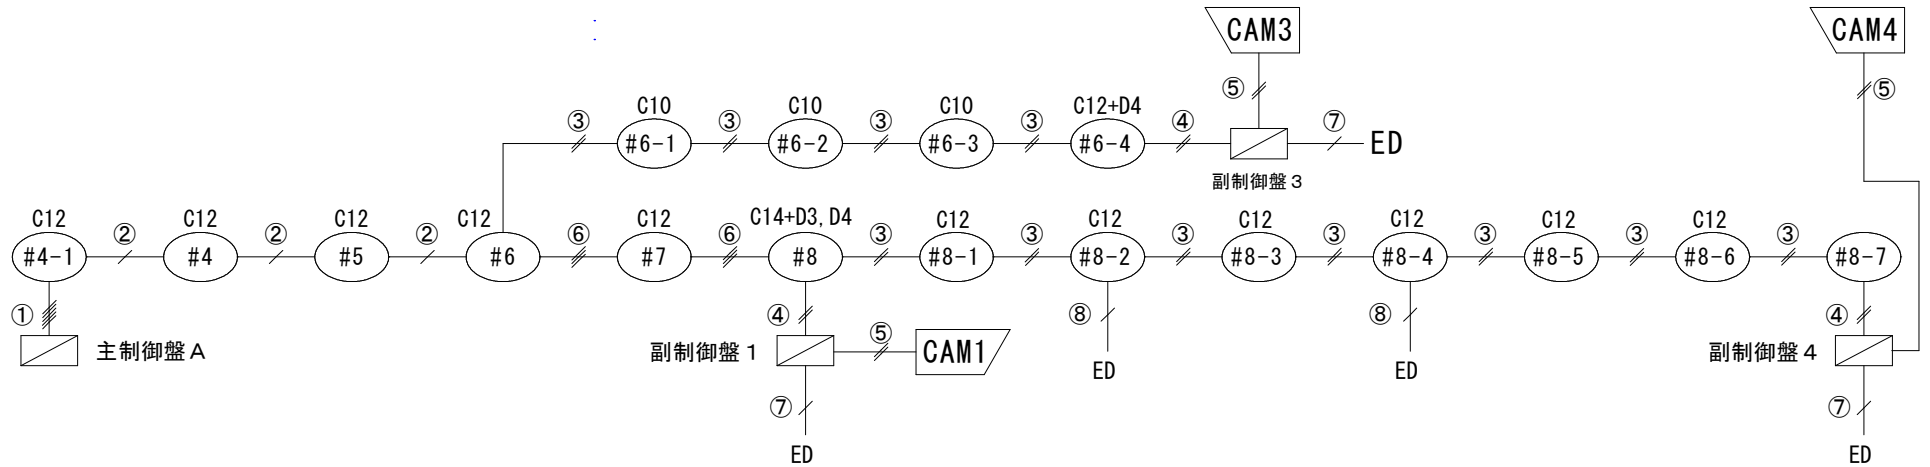 CAM3
CAM4
⑤
⑤
C10
C10
C10
C12+D4
③
③
③
③
④
⑦
#6-1
#6-2
#6-3
#6-4
ED
副制御盤3
C12
C12
C12
C12
C12
C14+D3, D4
C12
C12
C12
C12
C12
C12
②
②
②
⑥
⑥
③
③
③
③
③
③
③
#4-1
#4
#5
#6
#7
#8
#8-1
#8-2
#8-3
#8-4
#8-5
#8-6
#8-7
①
④
⑧
⑧
④
主制御盤A
副制御盤1
⑤
CAM1
副制御盤4
ED
ED
⑦
⑦
ED
ED